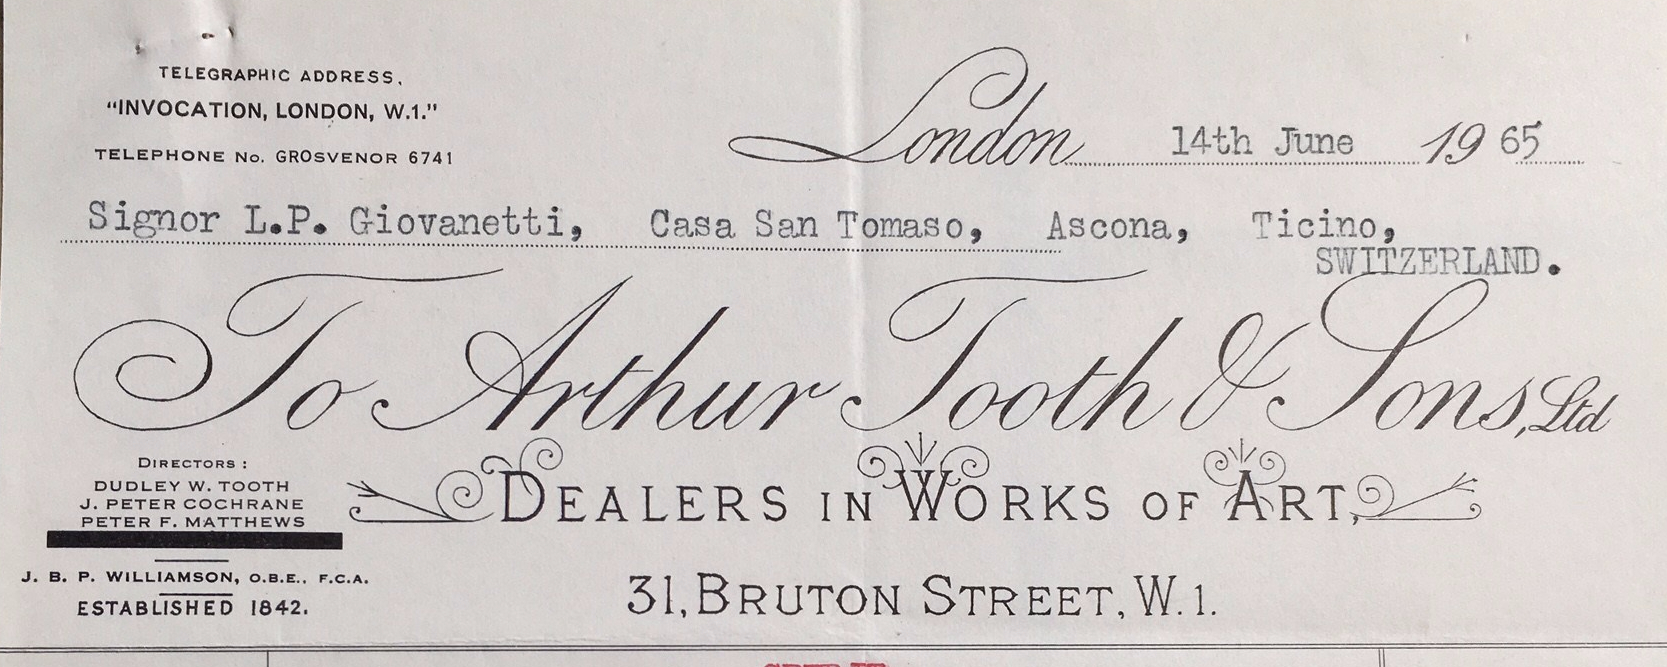 TELEGRAPHIC ADDRESS,
"INVOCATION, LONDON, W.1."
TELEPHONE No. GROSVENOR 6741
London 14th June 19 65
Signor L.P. Giovanetti, Casa San Tomaso, Ascona, Ticino,
SWITZERLAND.
To Arthur Tooth & Sons, Ltd
DIRECTORS:
DUDLEY W. TOOTH
J. PETER COCHRANE
PETER F. MATTHEWS
J. B. P. WILLIAMSON, O.B.E., F.C.A.
ESTABLISHED 1842.
DEALERS IN WORKS OF ART,
31, BRUTON STREET, W.1.